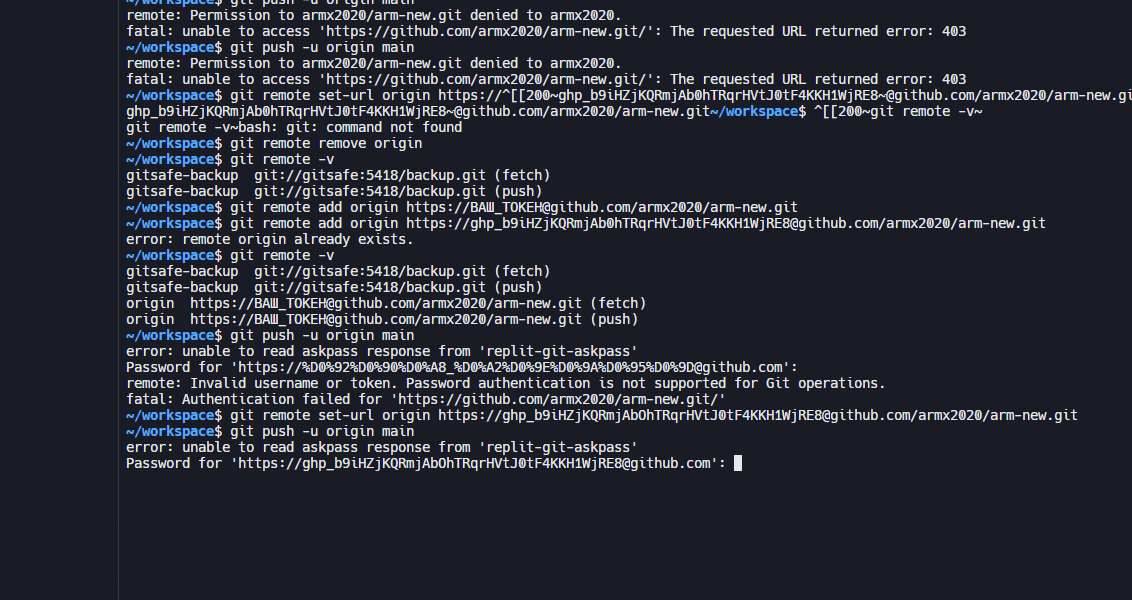 ~/workspace$ git push -u origin main
remote: Permission to armx2020/arm-new.git denied to armx2020.
fatal: unable to access 'https://github.com/armx2020/arm-new.git/': The requested URL returned error: 403
~/workspace$ git push -u origin main
remote: Permission to armx2020/arm-new.git denied to armx2020.
fatal: unable to access 'https://github.com/armx2020/arm-new.git/': The requested URL returned error: 403
~/workspace$ git remote set-url origin https://^[[200~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~@github.com/armx2020/arm-new.gi
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~@github.com/armx2020/arm-new.git~/workspace$ ^[[200~git remote -v~
git remote -v~bash: git: command not found
~/workspace$ git remote remove origin
~/workspace$ git remote -v
gitsafe-backup  git://gitsafe:5418/backup.git (fetch)
gitsafe-backup  git://gitsafe:5418/backup.git (push)
~/workspace$ git remote add origin https://ВАШ_ТОКЕН@github.com/armx2020/arm-new.git
~/workspace$ git remote add origin https://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@github.com/armx2020/arm-new.git
error: remote origin already exists.
~/workspace$ git remote -v
gitsafe-backup  git://gitsafe:5418/backup.git (fetch)
gitsafe-backup  git://gitsafe:5418/backup.git (push)
origin  https://ВАШ_ТОКЕН@github.com/armx2020/arm-new.git (fetch)
origin  https://ВАШ_ТОКЕН@github.com/armx2020/arm-new.git (push)
~/workspace$ git push -u origin main
error: unable to read askpass response from 'replit-git-askpass'
Password for 'https://%D0%92%D0%90%D0%A8_%D0%A2%D0%9E%D0%9A%D0%95%D0%9D@github.com':
remote: Invalid username or token. Password authentication is not supported for Git operations.
fatal: Authentication failed for 'https://github.com/armx2020/arm-new.git/'
~/workspace$ git remote set-url origin https://ghp_b9iHZjKQRmjAbOhTRqrHVtJ0tF4KKH1WjRE8@github.com/armx2020/arm-new.git
~/workspace$ git push -u origin main
error: unable to read askpass response from 'replit-git-askpass'
Password for 'https://ghp_b9iHZjKQRmjAbOhTRqrHVtJ0tF4KKH1WjRE8@github.com':